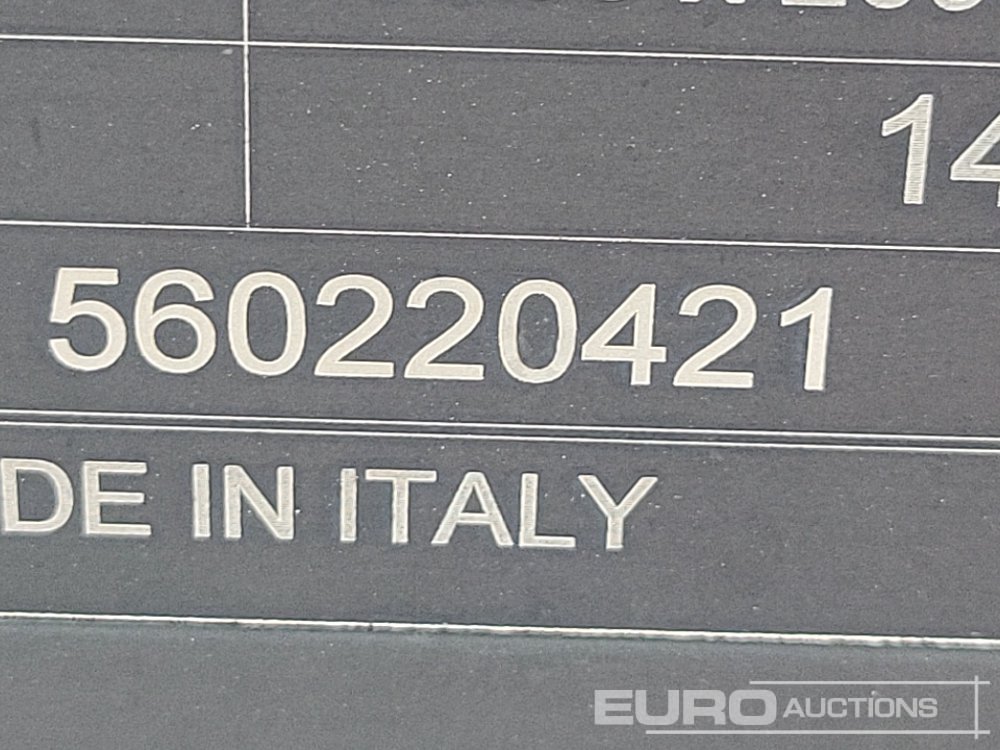 14
560220421
DE IN ITALY
EURO AUCTIONS